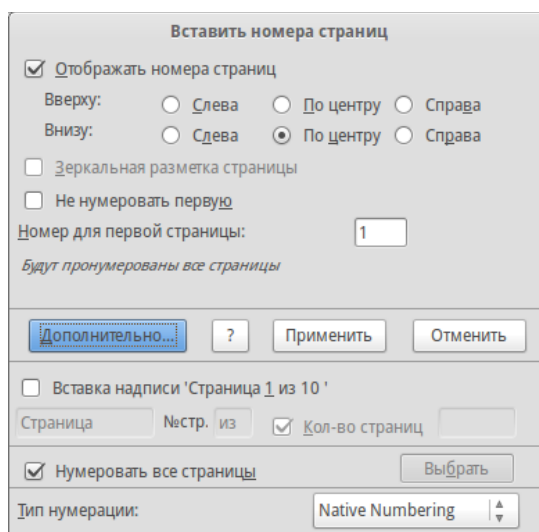 Вставить номера страниц
Отображать номера страниц
Вверху: Слева По центру Справа
Внизу: Слева По центру Справа
Зеркальная разметка страницы
Не нумеровать первую
Номер для первой страницы: 1
Будут пронумерованы все страницы
Дополнительно... ? Применить Отменить
Вставка надписи 'Страница 1 из 10 '
Страница №стр. из Кол-во страниц
Нумеровать все страницы Выбрать
Тип нумерации: Native Numbering